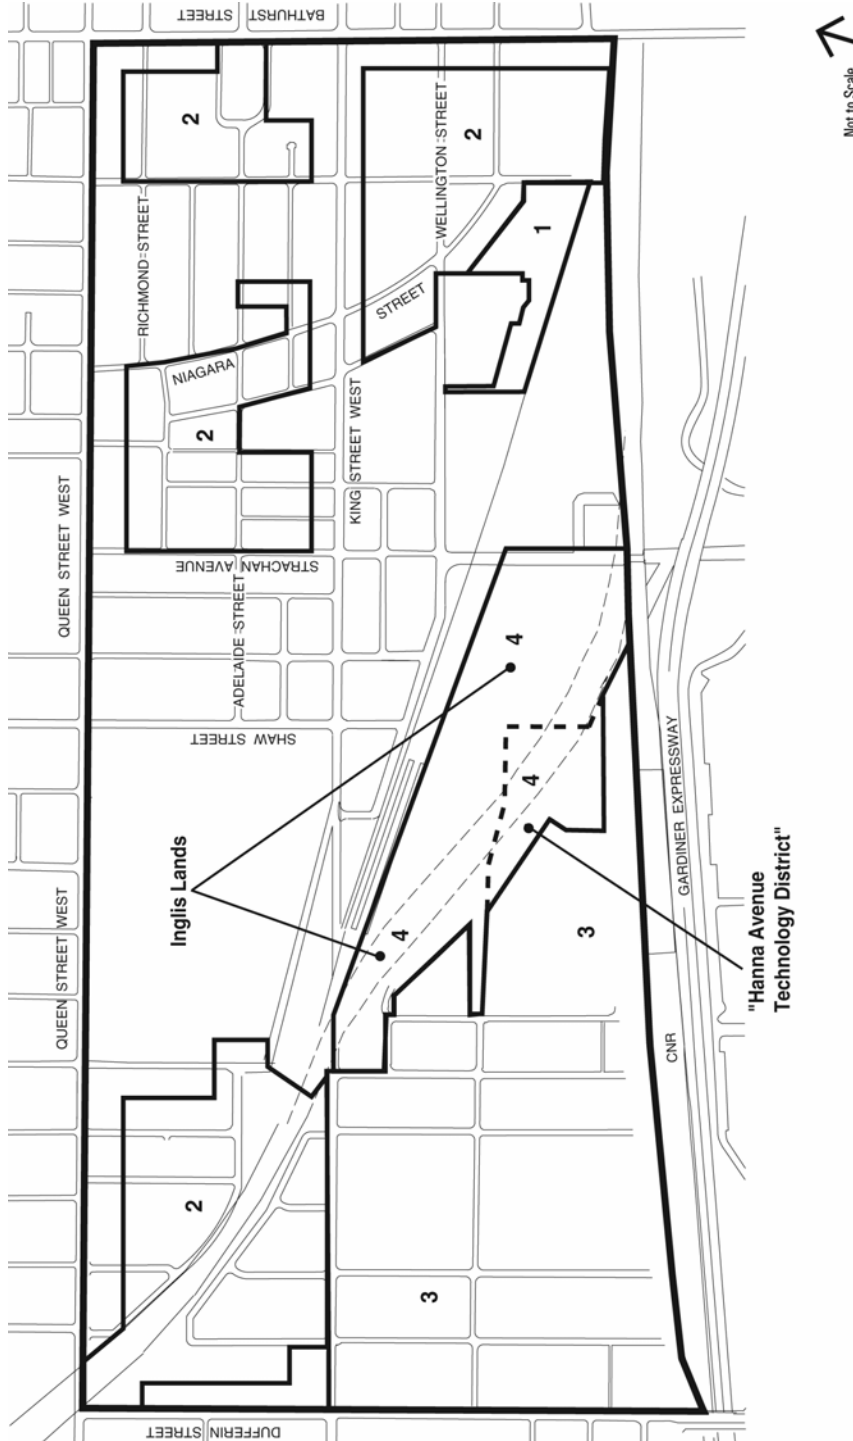 BATHURST
STREET
Not to Scale
2
2
WELLINGTON STREET
RICHMOND STREET
1
STREET
NIAGARA
2
KING STREET WEST
QUEEN STREET WEST
STRACHAN AVENUE
ADELAIDE STREET
4
SHAW STREET
4
GARDINER EXPRESSWAY
Inglis Lands
4
3
"Hanna Avenue
Technology District"
QUEEN STREET WEST
CNR
2
3
DUFFERIN
STREET